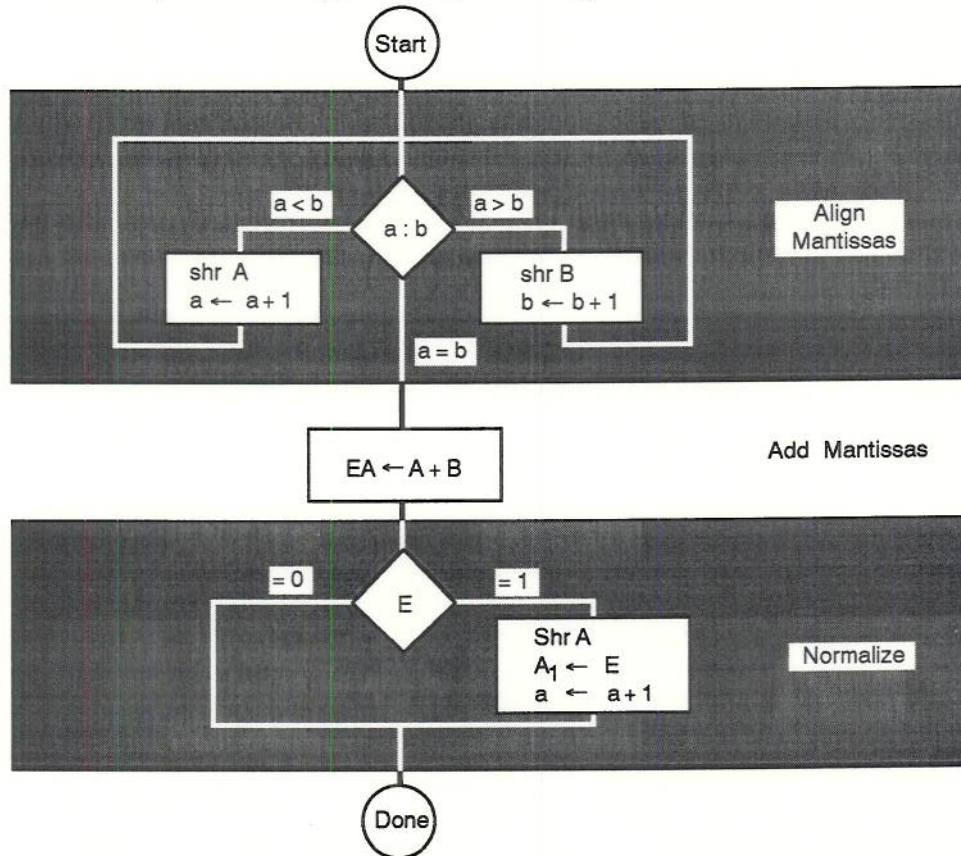 Start
a < b
a > b
a : b
Align
Mantissas
shr A
a ← a + 1
shr B
b ← b + 1
a = b
EA ← A + B
Add Mantissas
= 0
= 1
E
Shr A
A₁ ← E
a ← a + 1
Normalize
Done